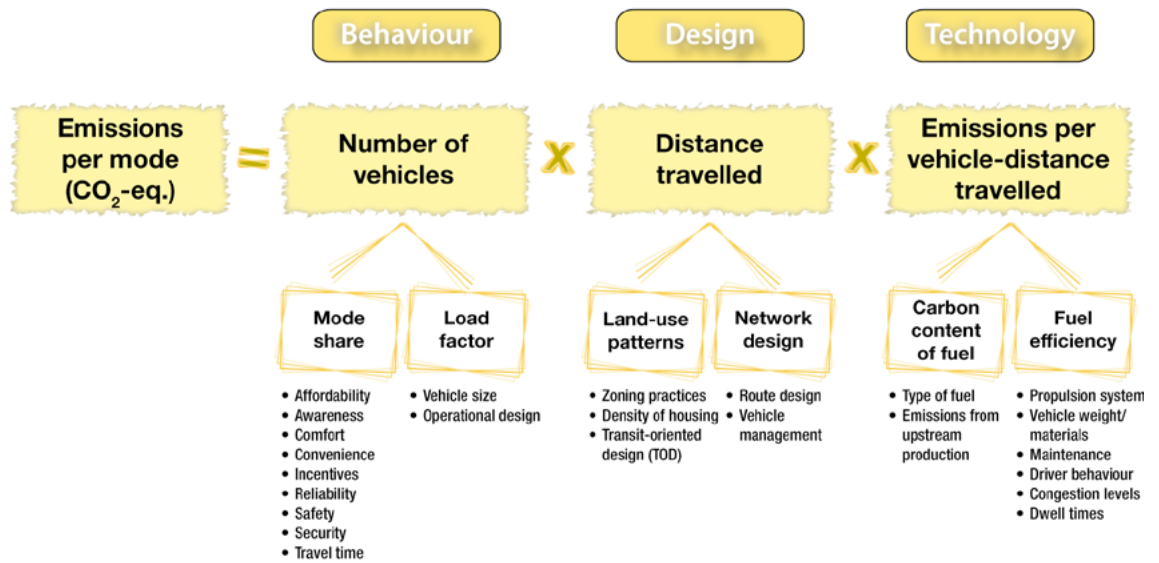 Behaviour
Design
Technology
Emissions
per mode
(CO₂-eq.)
=
Number of
vehicles
X
Distance
travelled
X
Emissions per
vehicle-distance
travelled
Mode
share
• Affordability
• Awareness
• Comfort
• Convenience
• Incentives
• Reliability
• Safety
• Security
• Travel time
Load
factor
• Vehicle size
• Operational design
Land-use
patterns
• Zoning practices
• Density of housing
• Transit-oriented
design (TOD)
Network
design
• Route design
• Vehicle
management
Carbon
content
of fuel
• Type of fuel
• Emissions from
upstream
production
Fuel
efficiency
• Propulsion system
• Vehicle weight/
materials
• Maintenance
• Driver behaviour
• Congestion levels
• Dwell times